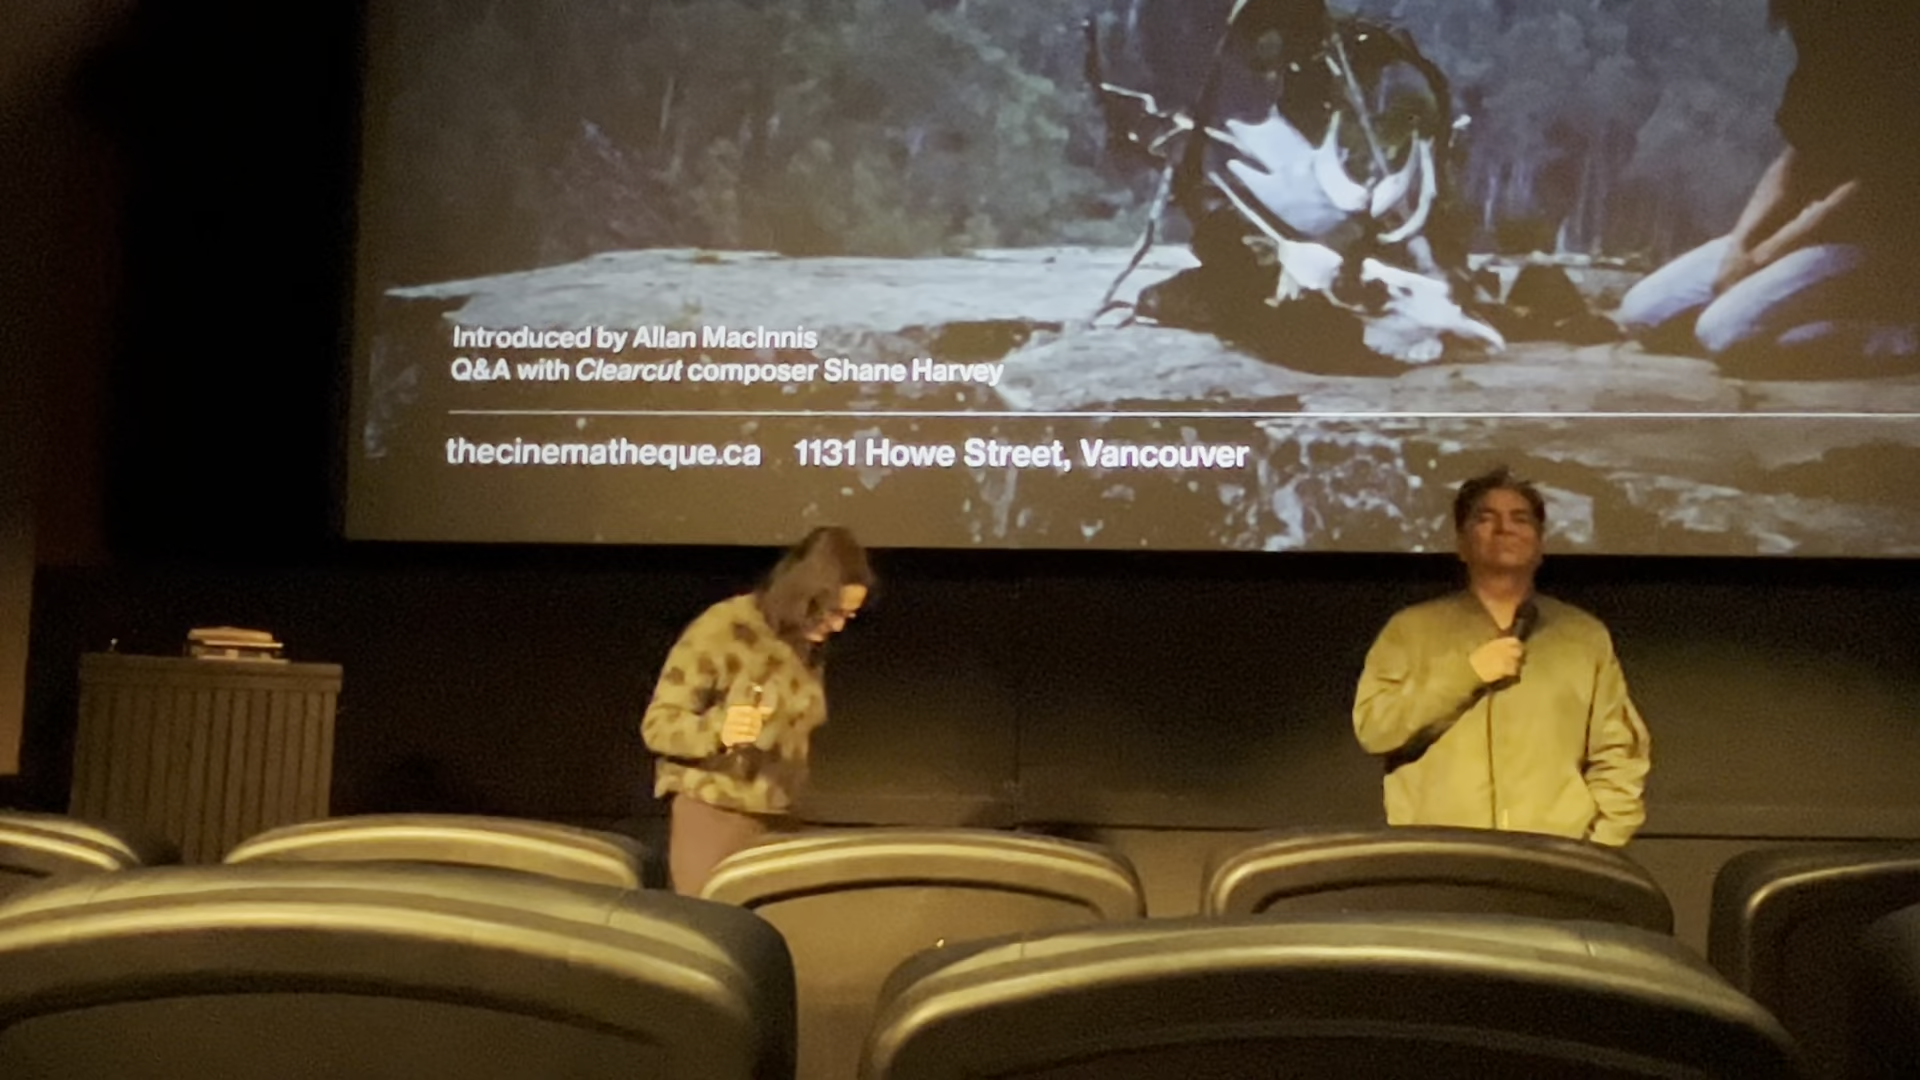 Introduced by Allan MacInnis
Q&A with Clearcut composer Shane Harvey
thecinematheque.ca 1131 Howe Street, Vancouver